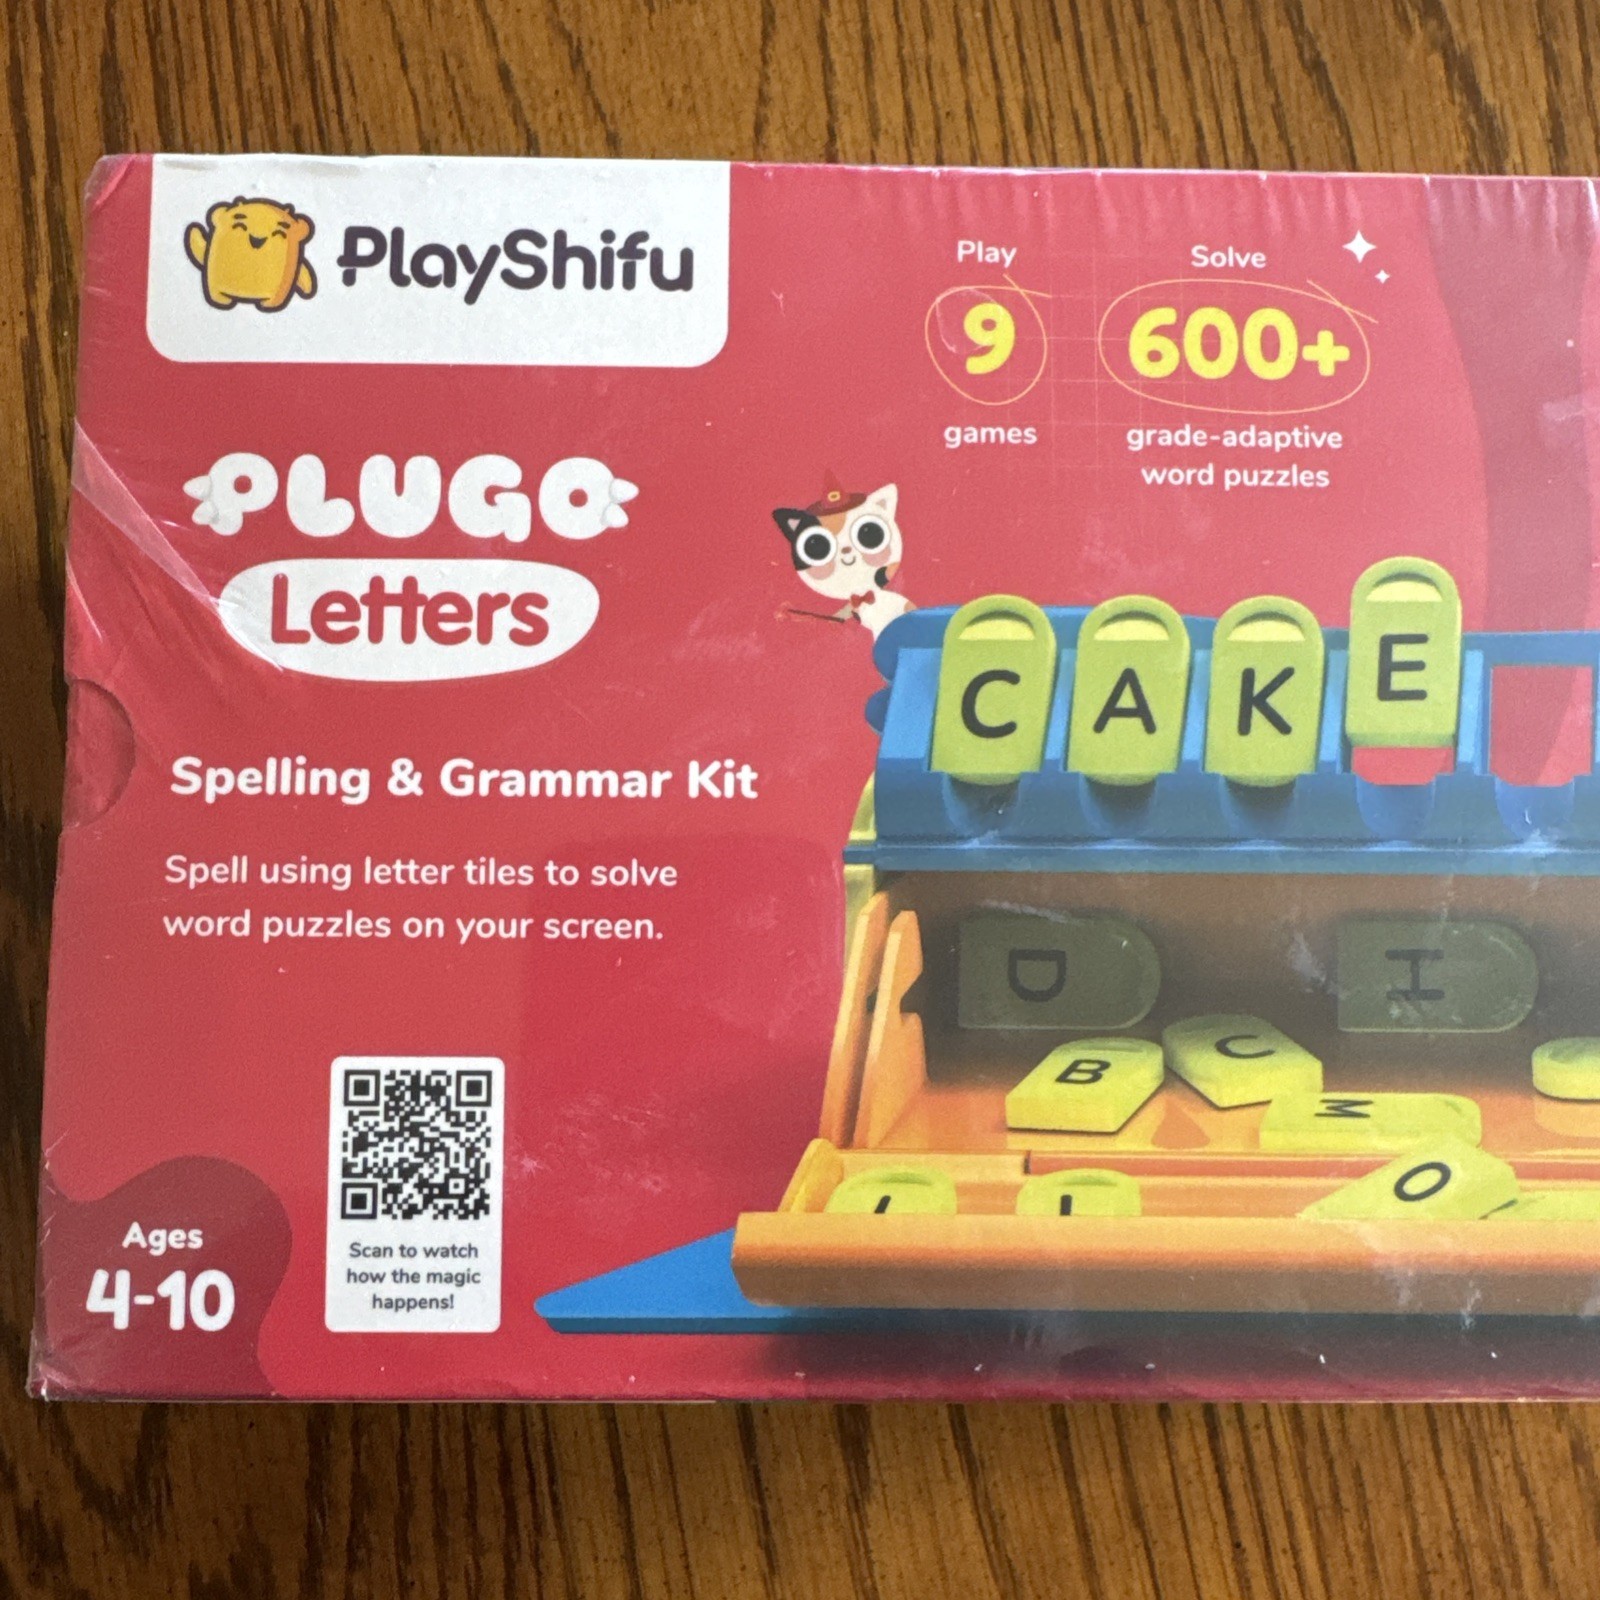 PlayShifu
Play
9
games
Solve
600+
grade-adaptive
word puzzles
PLUGO
Letters
Spelling & Grammar Kit
Spell using letter tiles to solve
word puzzles on your screen.
C A K E
D H
B C
M
O
Scan to watch
how the magic
happens!
Ages
4-10